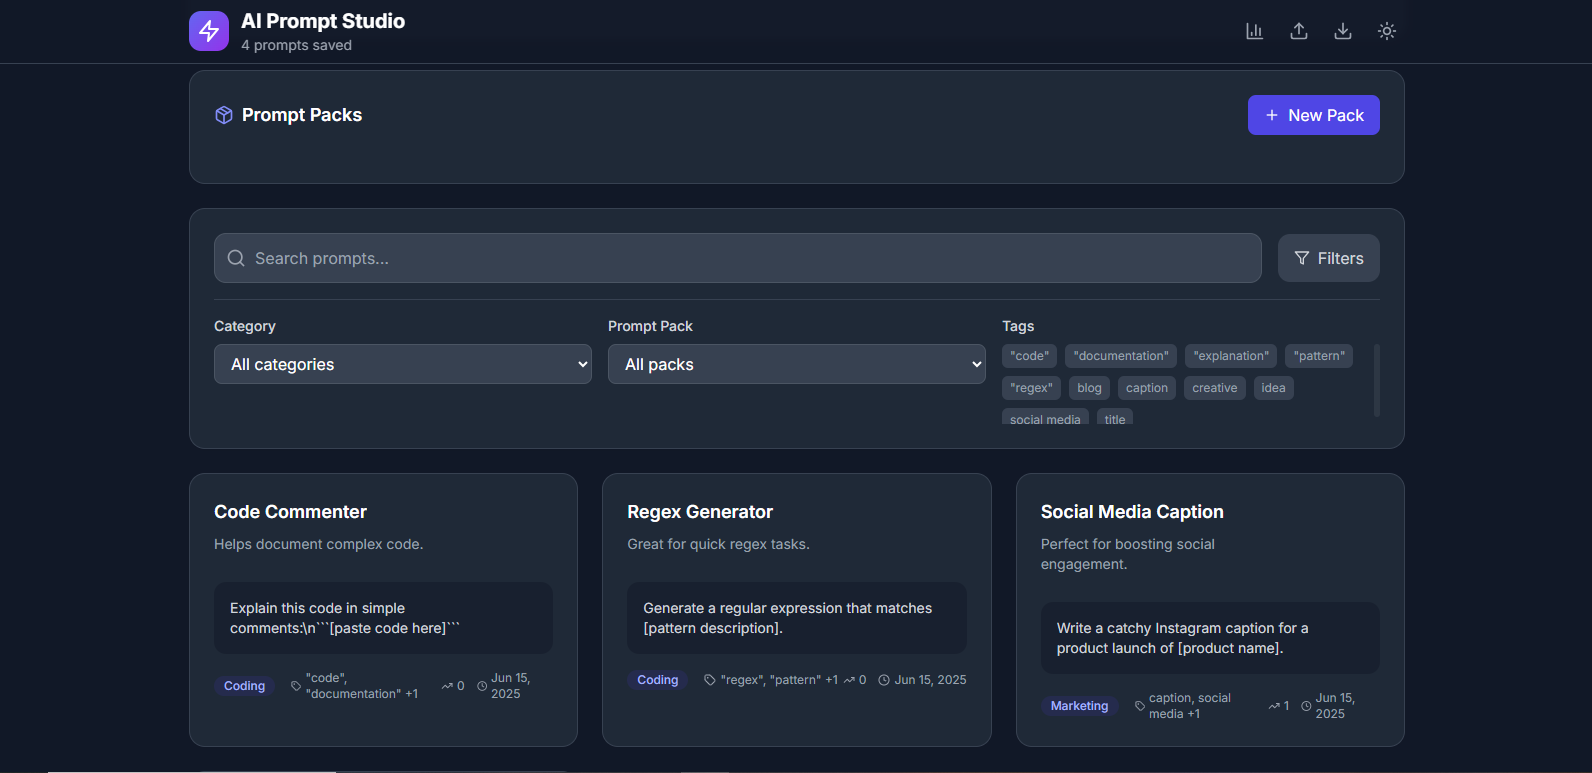 AI Prompt Studio
4 prompts saved
Prompt Packs
+ New Pack
Search prompts...
Filters
Category
Prompt Pack
Tags
All categories
All packs
"code" "documentation" "explanation" "pattern"
"regex" blog caption creative idea
social media title
Code Commenter
Helps document complex code.
Explain this code in simple
comments:\n```[paste code here]```
Coding
"code",
"documentation" +1
0
Jun 15,
2025
Regex Generator
Great for quick regex tasks.
Generate a regular expression that matches
[pattern description].
Coding
"regex", "pattern" +1
0
Jun 15, 2025
Social Media Caption
Perfect for boosting social
engagement.
Write a catchy Instagram caption for a
product launch of [product name].
Marketing
caption, social
media +1
1
Jun 15,
2025